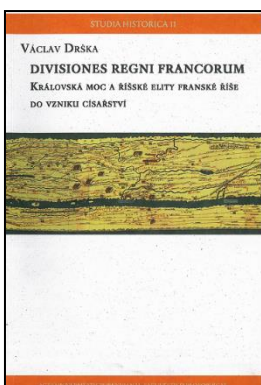 STUDIA HISTORICA 11
VÁCLAV DRŠKA
DIVISIONES REGNI FRANCORUM
KRÁLOVSKÁ MOC A ŘÍŠSKÉ ELITY FRANSKÉ ŘÍŠE
DO VZNIKU CÍSAŘSTVÍ